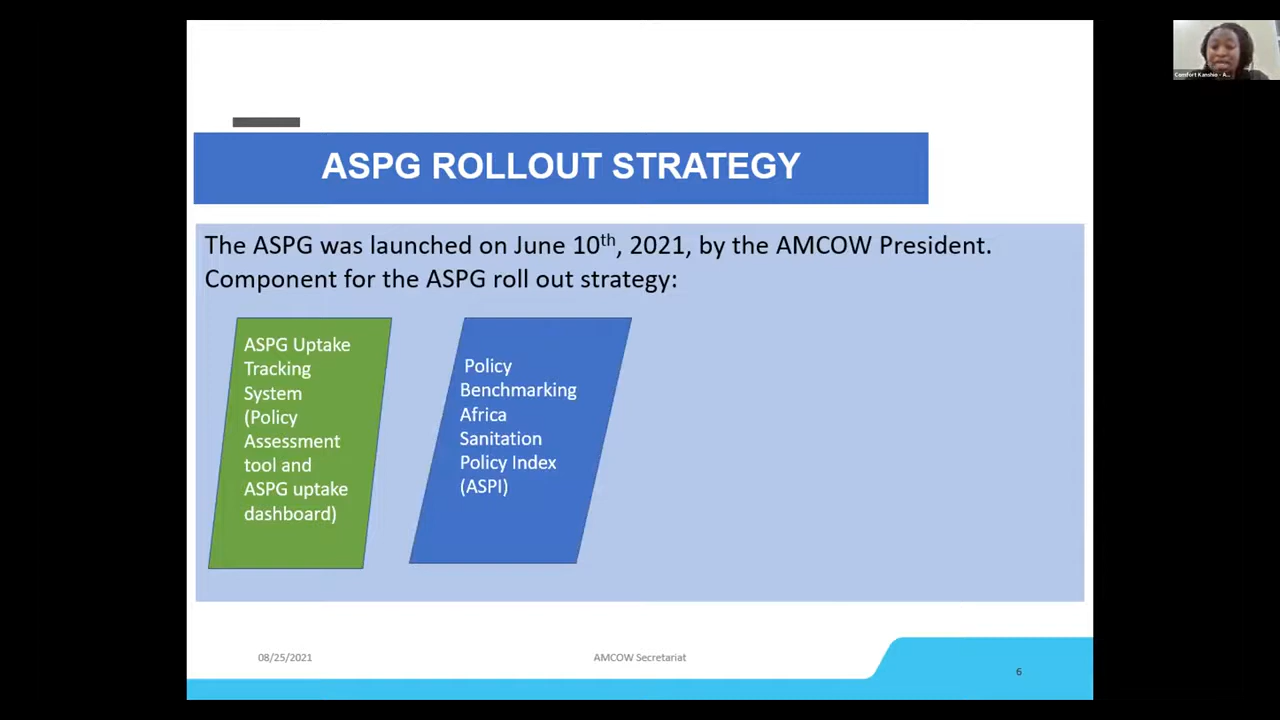 Comfort Kanshio - A...
ASPG ROLLOUT STRATEGY
The ASPG was launched on June 10th, 2021, by the AMCOW President.
Component for the ASPG roll out strategy:
ASPG Uptake
Tracking
System
(Policy
Assessment
tool and
ASPG uptake
dashboard)
Policy
Benchmarking
Africa
Sanitation
Policy Index
(ASPI)
08/25/2021
AMCOW Secretariat
6